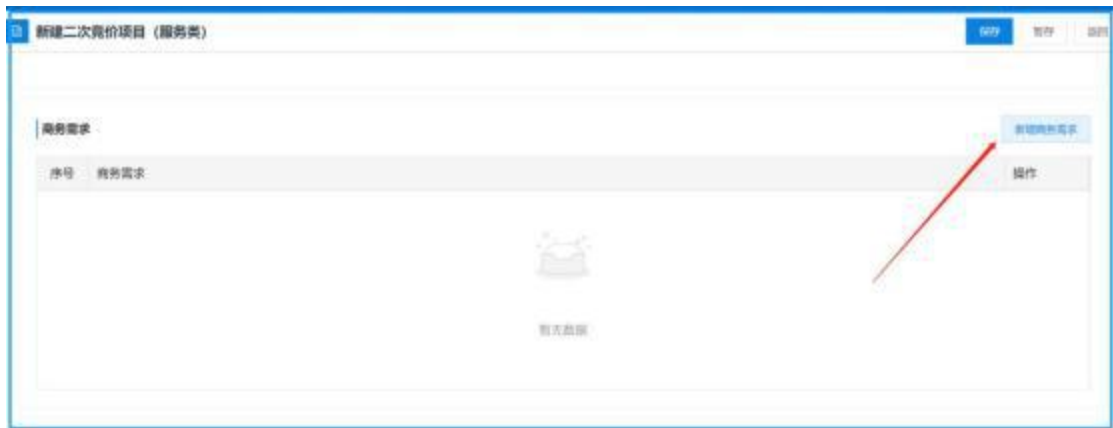 新建二次竞价项目（服务类）
保存 暂存 返回
商务需求
新增商务需求
序号 商务需求 操作
暂无数据